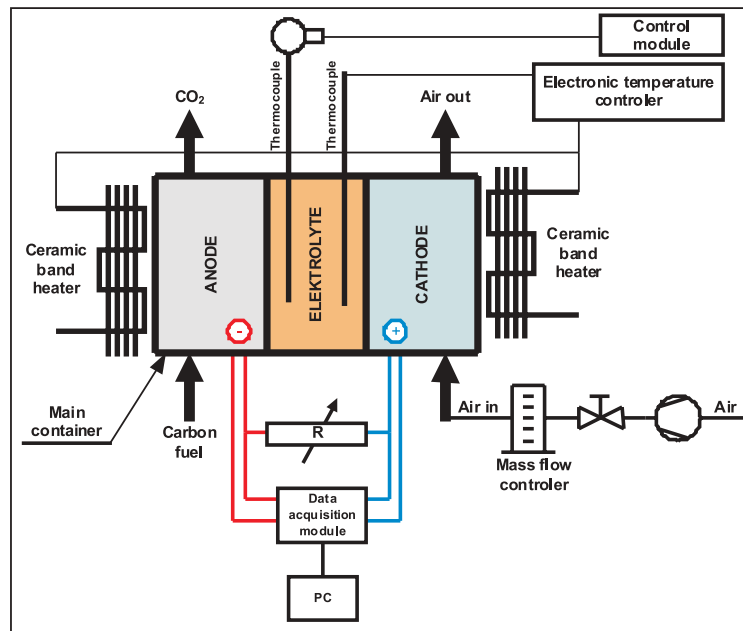 Control
module
Electronic temperature
controler
Thermocouple
Thermocouple
CO₂
Air out
Ceramic
band
heater
ANODE
ELEKTROLYTE
CATHODE
Ceramic
band
heater
-
+
Main
container
Carbon
fuel
R
Air in
Air
Mass flow
controler
Data
acquisition
module
PC